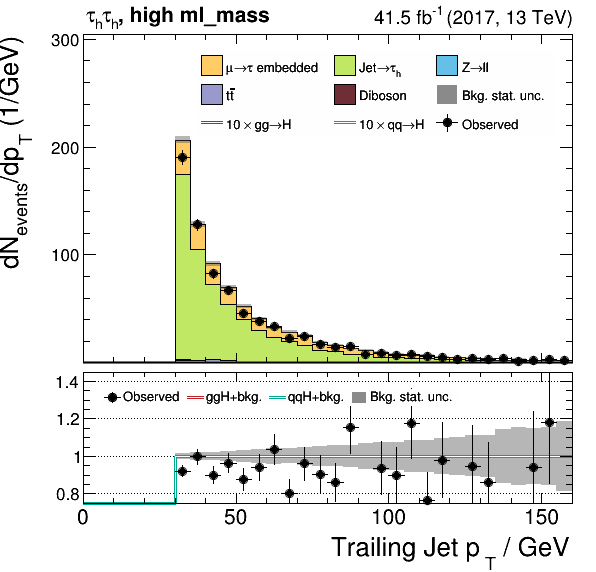 τhτh, high ml_mass 41.5 fb-1 (2017, 13 TeV)
dNevents/dpT (1/GeV)
300
200
100
μ→τ embedded Jet→τh Z→ll
tt̄ Diboson Bkg. stat. unc.
10 × gg→H 10 × qq→H Observed
1.4
1.2
1
0.8
Observed ggH+bkg. qqH+bkg. Bkg. stat. unc.
0 50 100 150
Trailing Jet pT / GeV